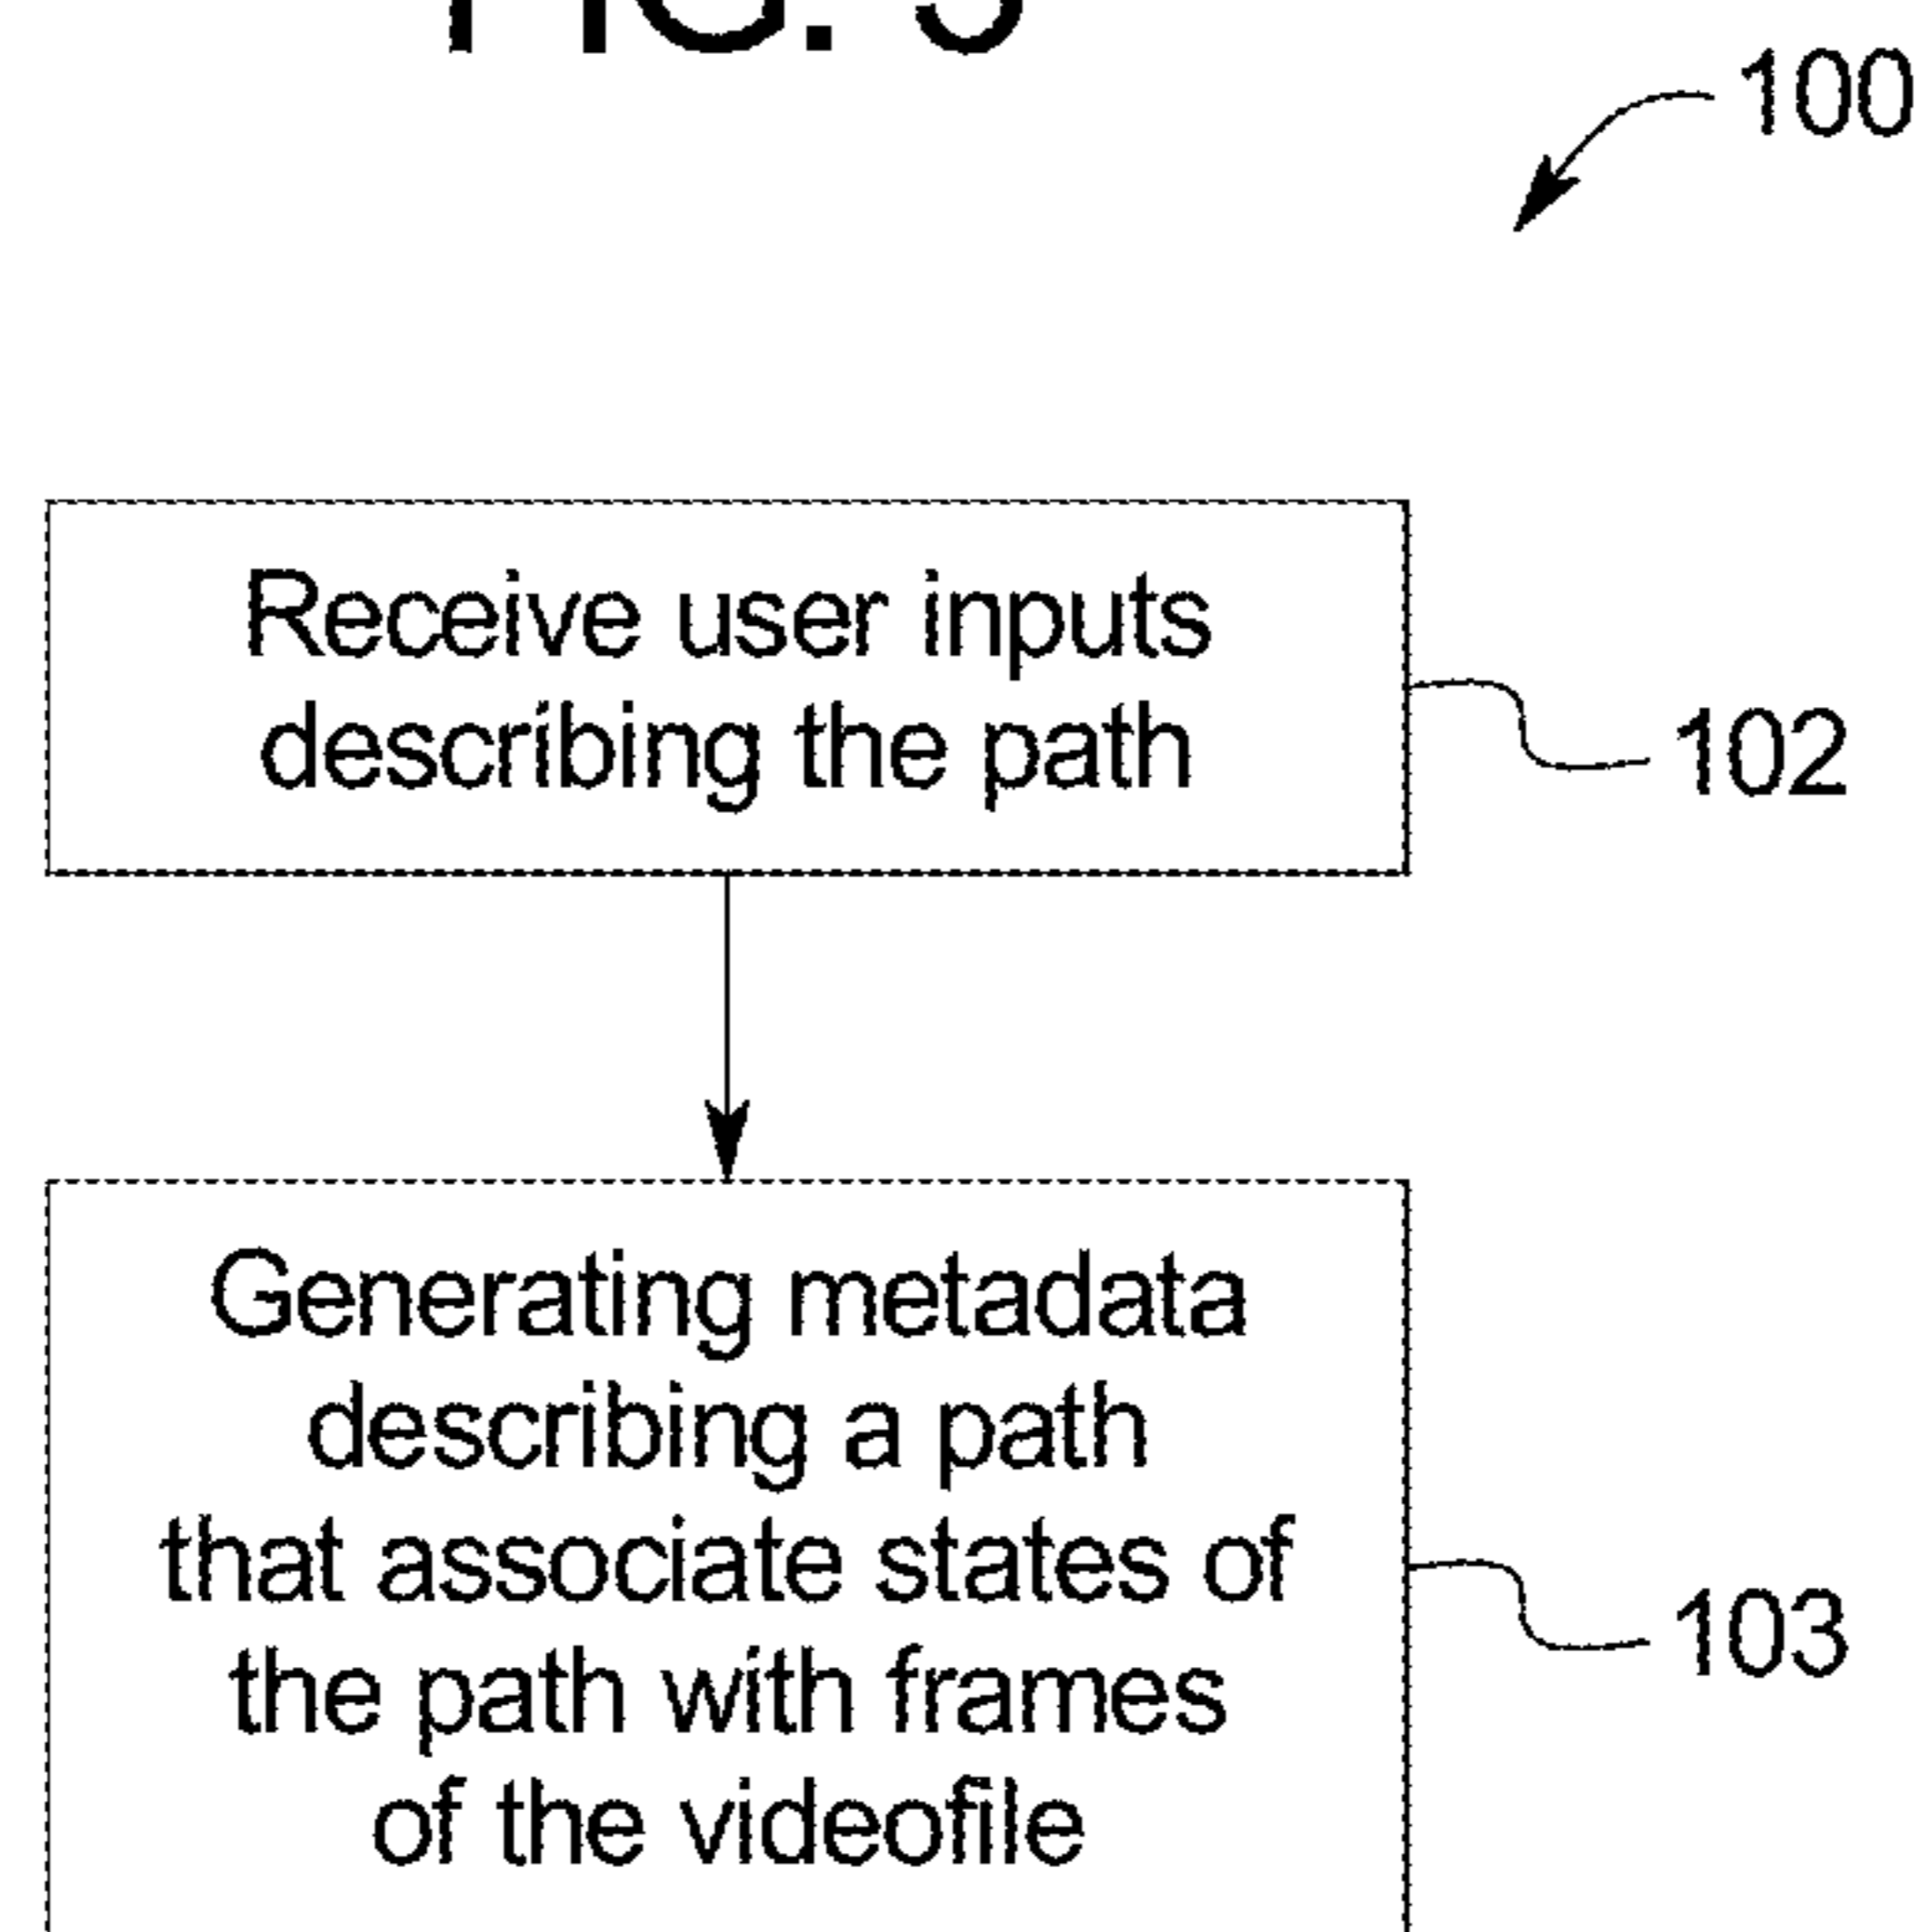 FIG.
100
Receive user inputs
describing the path
102
Generating metadata
describing a path
that associate states of
the path with frames
of the videofile
103